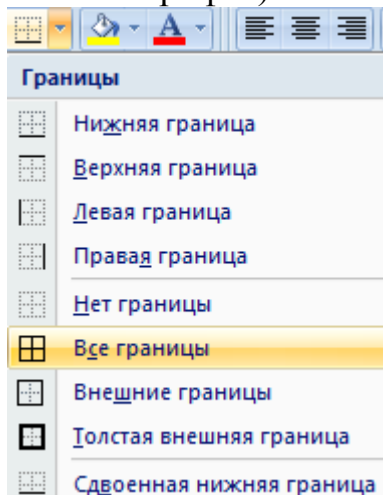 А
Границы
Нижняя граница
Верхняя граница
Левая граница
Правая граница
Нет границы
Все границы
Внешние границы
Толстая внешняя граница
Сдвоенная нижняя граница